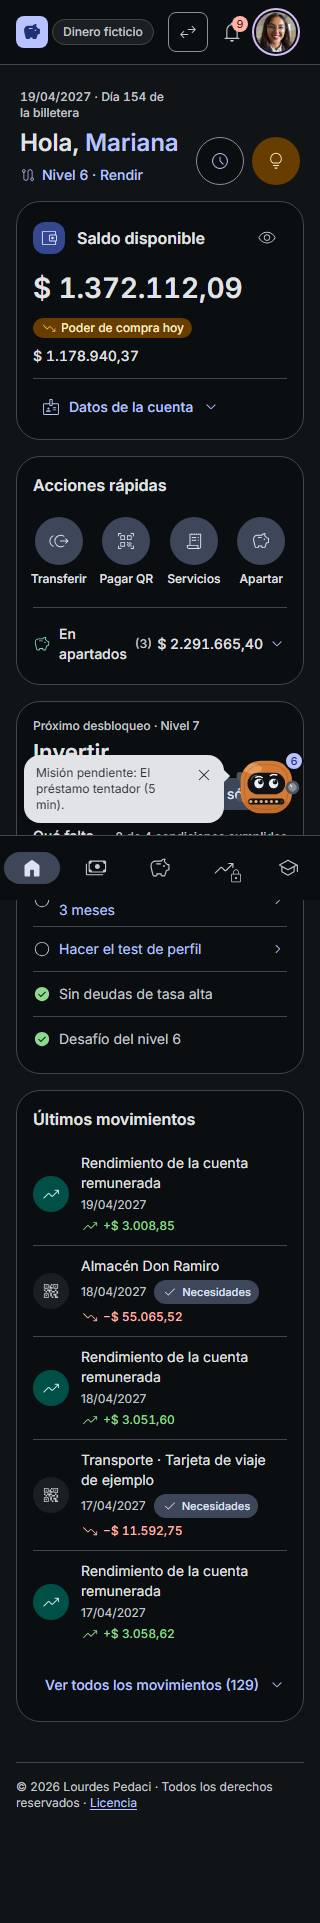 Dinero ficticio
9
19/04/2027 · Día 154 de
la billetera
Hola, Mariana
Nivel 6 · Rendir
Saldo disponible
$ 1.372.112,09
Poder de compra hoy
$ 1.178.940,37
Datos de la cuenta
Acciones rápidas
Transferir Pagar QR Servicios Apartar
En
apartados (3) $ 2.291.665,40
Próximo desbloqueo · Nivel 7
Invertir
6
Misión pendiente: El
préstamo tentador (5
min).
3 meses
Hacer el test de perfil
Sin deudas de tasa alta
Desafío del nivel 6
Últimos movimientos
Rendimiento de la cuenta
remunerada
19/04/2027
+$ 3.008,85
Almacén Don Ramiro
18/04/2027 Necesidades
−$ 55.065,52
Rendimiento de la cuenta
remunerada
18/04/2027
+$ 3.051,60
Transporte · Tarjeta de viaje
de ejemplo
17/04/2027 Necesidades
−$ 11.592,75
Rendimiento de la cuenta
remunerada
17/04/2027
+$ 3.058,62
Ver todos los movimientos (129)
© 2026 Lourdes Pedaci · Todos los derechos
reservados · Licencia